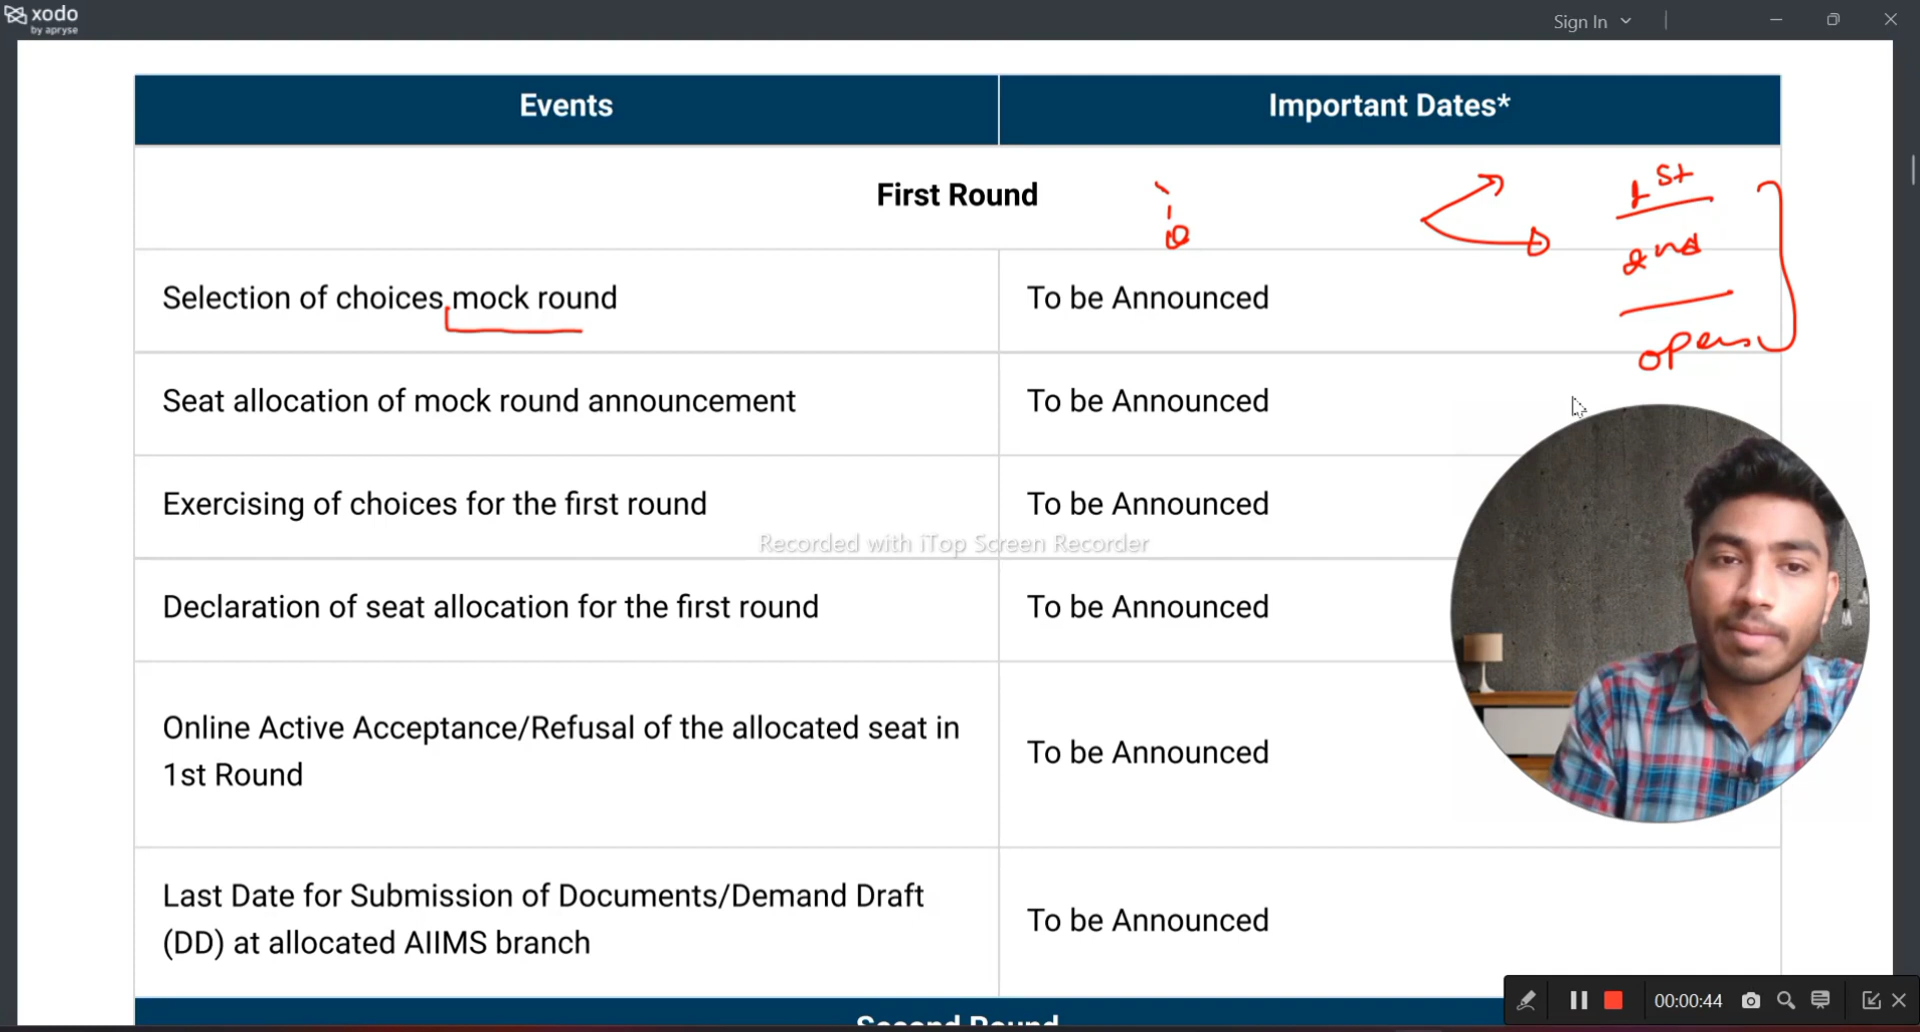 xodo
by apryse
Sign In
Events
Important Dates*
First Round
1st
2nd
open
Selection of choices mock round
To be Announced
Seat allocation of mock round announcement
To be Announced
Exercising of choices for the first round
To be Announced
Recorded with iTop Screen Recorder
Declaration of seat allocation for the first round
To be Announced
Online Active Acceptance/Refusal of the allocated seat in
1st Round
To be Announced
Last Date for Submission of Documents/Demand Draft
(DD) at allocated AIIMS branch
To be Announced
00:00:44
Second Round